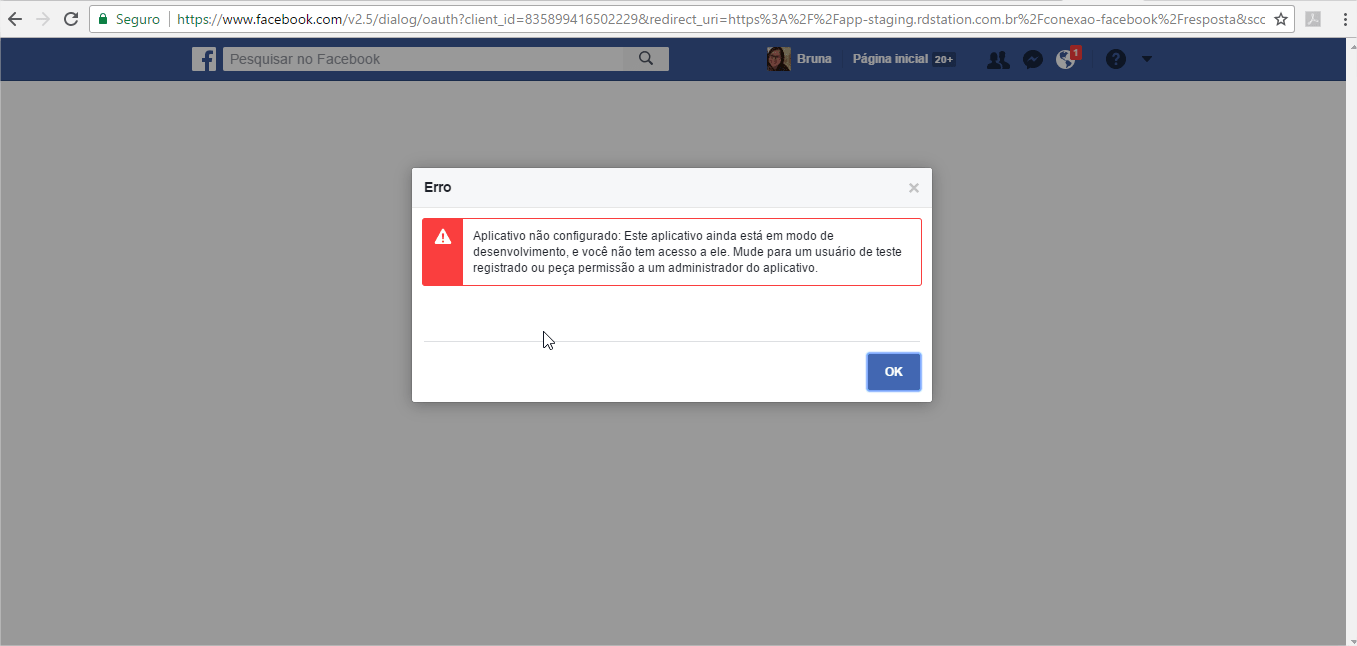 Seguro
https://www.facebook.com/v2.5/dialog/oauth?client_id=835899416502229&redirect_uri=https%3A%2F%2Fapp-staging.rdstation.com.br%2Fconexao-facebook%2Fresposta&scc
Pesquisar no Facebook
Bruna
Página inicial 20+
1
?
Erro
×
Aplicativo não configurado: Este aplicativo ainda está em modo de
desenvolvimento, e você não tem acesso a ele. Mude para um usuário de teste
registrado ou peça permissão a um administrador do aplicativo.
OK